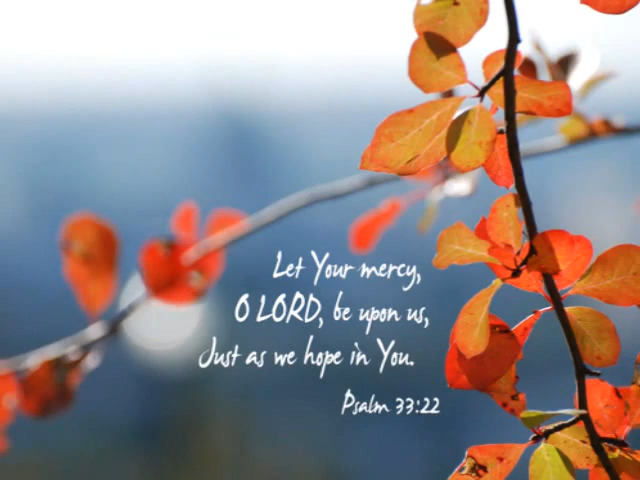 Let Your mercy,
O LORD, be upon us,
Just as we hope in You.
Psalm 33:22